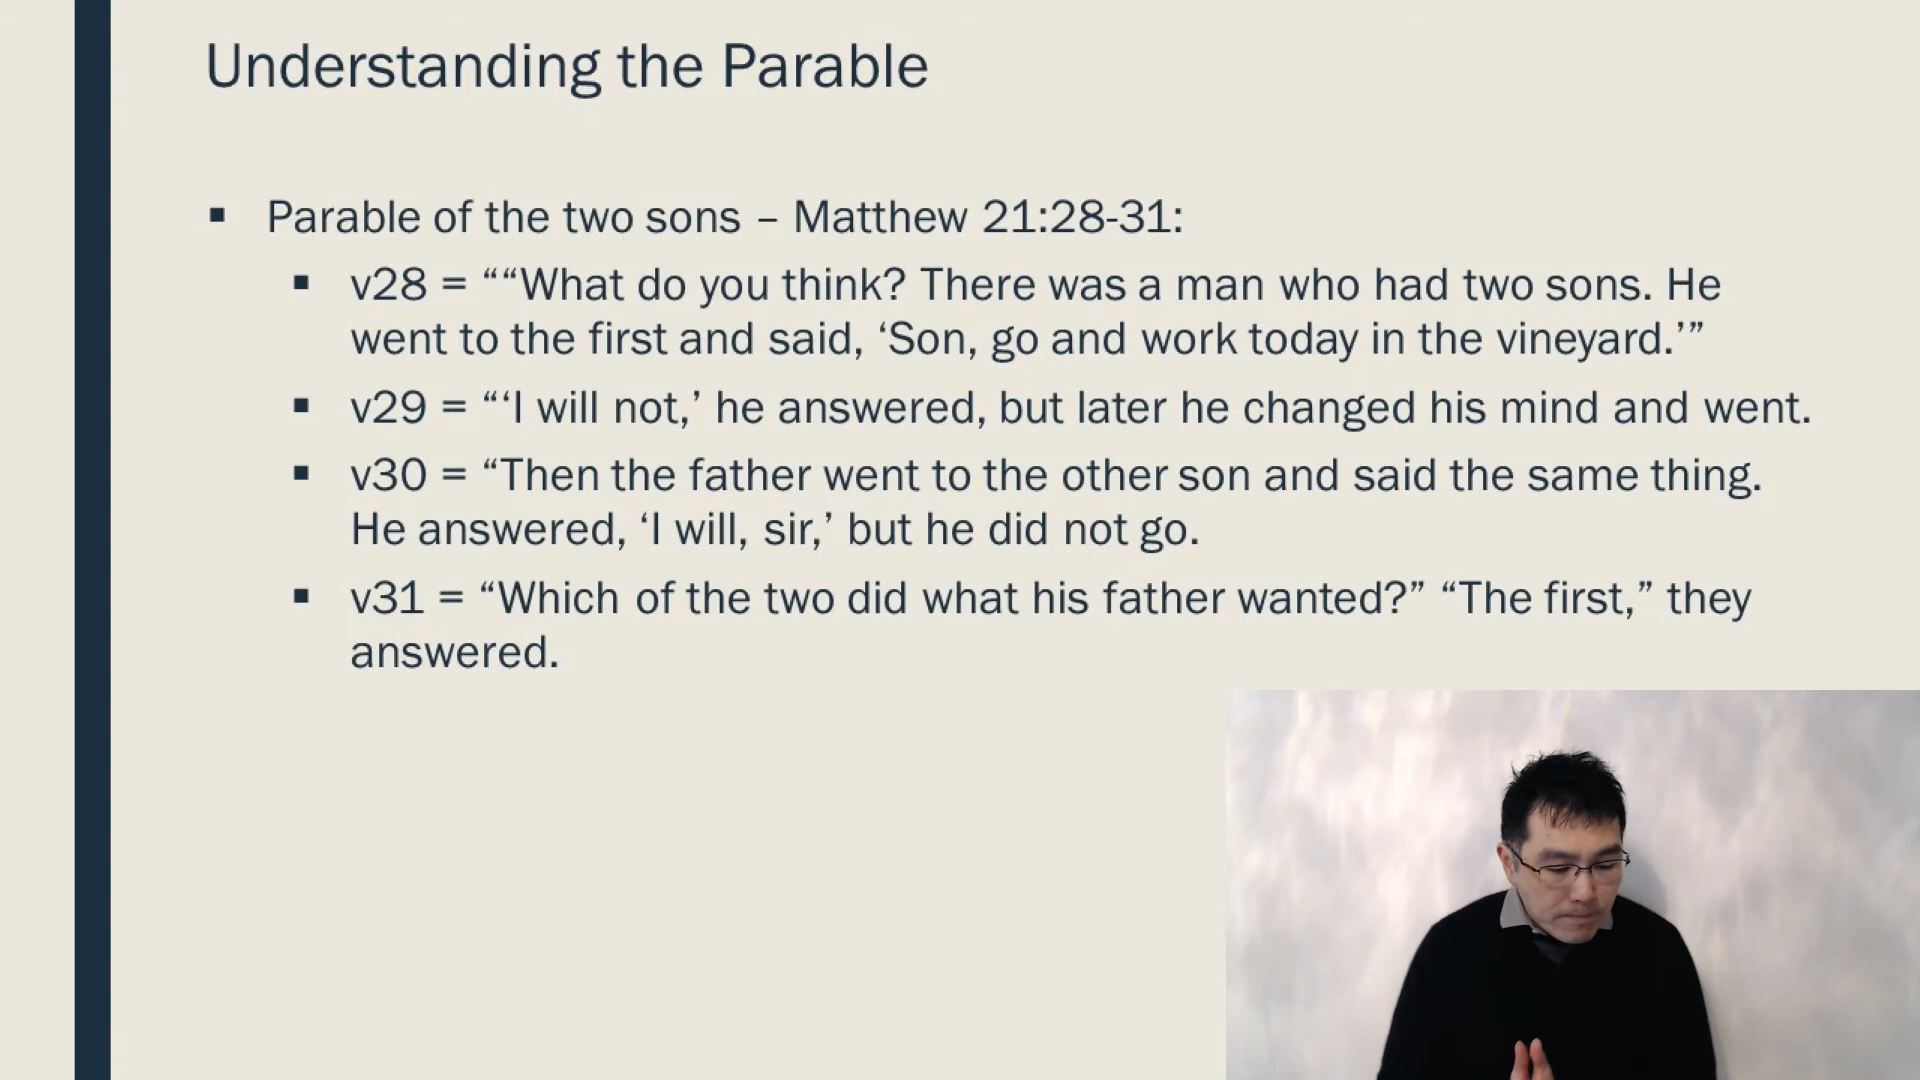 Understanding the Parable
▪ Parable of the two sons – Matthew 21:28-31:
▪ v28 = ““What do you think? There was a man who had two sons. He
went to the first and said, ‘Son, go and work today in the vineyard.’”
▪ v29 = “‘I will not,’ he answered, but later he changed his mind and went.
▪ v30 = “Then the father went to the other son and said the same thing.
He answered, ‘I will, sir,’ but he did not go.
▪ v31 = “Which of the two did what his father wanted?” “The first,” they
answered.